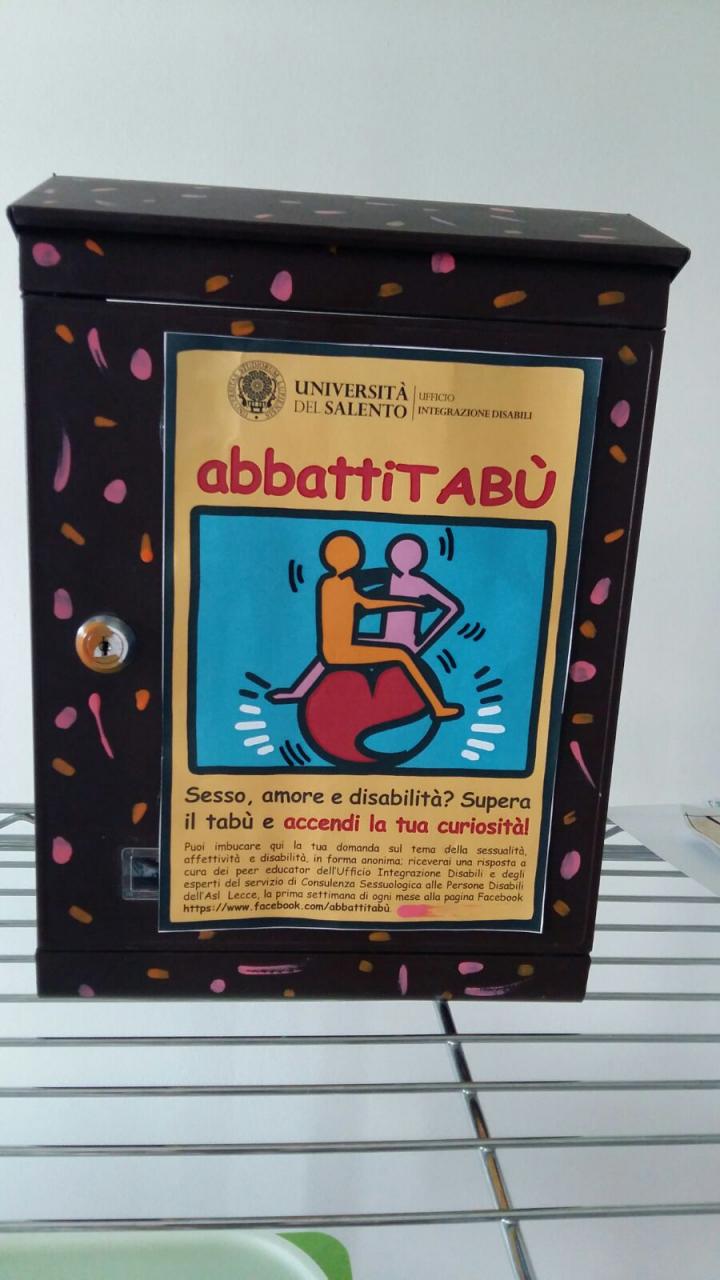 UNIVERSITÀ
DEL SALENTO
UFFICIO
INTEGRAZIONE DISABILI
abbattiTABÙ
Sesso, amore e disabilità? Supera
il tabù e accendi la tua curiosità!
Puoi imbucare qui la tua domanda sul tema della sessualità,
affettività e disabilità, in forma anonima; riceverai una risposta a
cura dei peer educator dell'Ufficio Integrazione Disabili e degli
esperti del servizio di Consulenza Sessuologica alle Persone Disabili
dell'Asl Lecce, la prima settimana di ogni mese alla pagina Facebook
https://www.facebook.com/abbattitabù